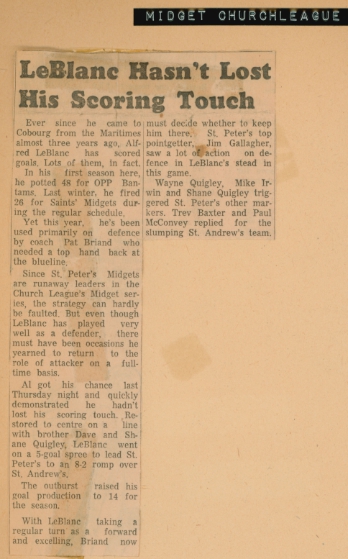 MIDGET CHURCHLEAGUE
LeBlanc Hasn't Lost
His Scoring Touch
Ever since he came to
Cobourg from the Maritimes
almost three years ago, Alf-
red LeBlanc has scored
goals. Lots of them, in fact.
In his first season here,
he potted 48 for OPP Ban-
tams. Last winter, he fired
26 for Saints' Midgets dur-
ing the regular schedule.
Yet this year, he's been
used primarily on defence
by coach Pat Briand who
needed a top hand back at
the blueline.
Since St. Peter's Midgets
are runaway leaders in the
Church League's Midget ser-
ies, the strategy can hardly
be faulted. But even though
LeBlanc has played very
well as a defender, there
must have been occasions he
yearned to return to the
role of attacker on a full-
time basis.
Al got his chance last
Thursday night and quickly
demonstrated he hadn't
lost his scoring touch. Re-
stored to centre on a line
with brother Dave and Sh-
ane Quigley, LeBlanc went
on a 5-goal spree to lead St.
Peter's to an 8-2 romp over
St. Andrew's.
The outburst raised his
goal production to 14 for
the season.
With LeBlanc taking a
regular turn as a forward
and excelling, Briand now
must decide whether to keep
him there. St. Peter's top
pointgetter, Jim Gallagher,
saw a lot of action on de-
fence in LeBlanc's stead in
this game.
Wayne Quigley, Mike Ir-
win and Shane Quigley trig-
gered St. Peter's other mar-
kers. Trev Baxter and Paul
McConvey replied for the
slumping St. Andrew's team.